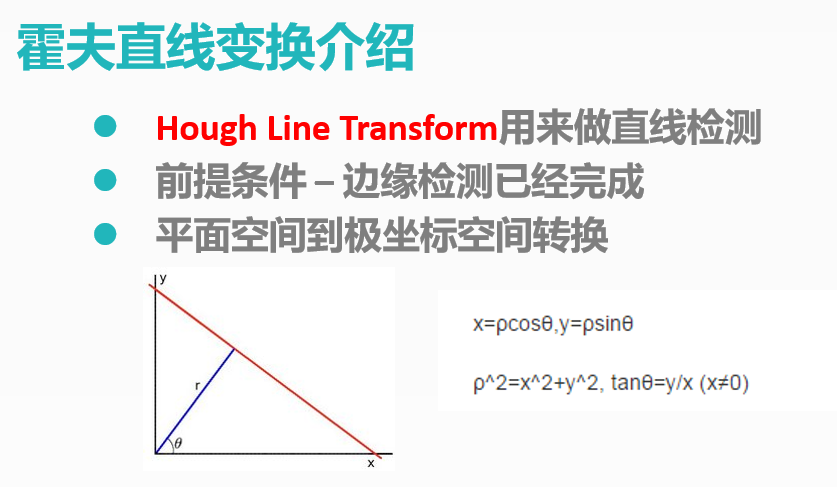 霍夫直线变换介绍
Hough Line Transform用来做直线检测
前提条件 – 边缘检测已经完成
平面空间到极坐标空间转换
y
r
θ
x
x=ρcosθ,y=ρsinθ
ρ^2=x^2+y^2, tanθ=y/x (x≠0)